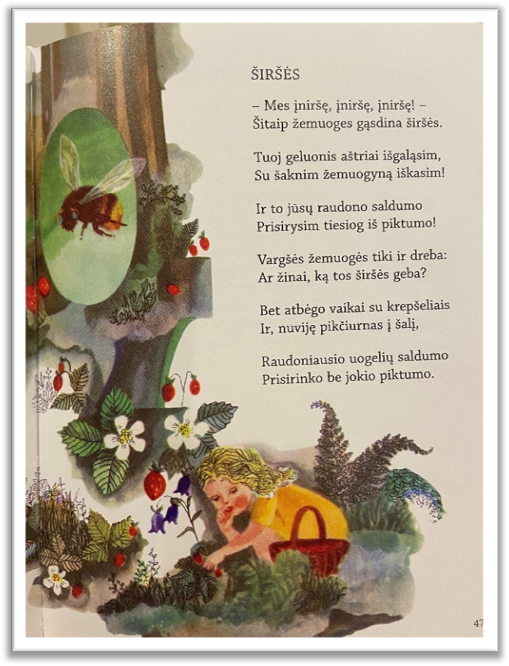 ŠIRŠĖS
– Mes įniršę, įniršę, įniršę! –
Šitaip žemuoges gąsdina širšės.
Tuoj geluonis aštriai išgaląsim,
Su šaknim žemuogyną iškasim!
Ir to jūsų raudono saldumo
Prisirysim tiesiog iš piktumo!
Vargšės žemuogės tiki ir dreba:
Ar žinai, ką tos širšės geba?
Bet atbėgo vaikai su krepšeliais
Ir, nuviję pikčiurnas į šalį,
Raudoniausio uogelių saldumo
Prisirinko be jokio piktumo.
47